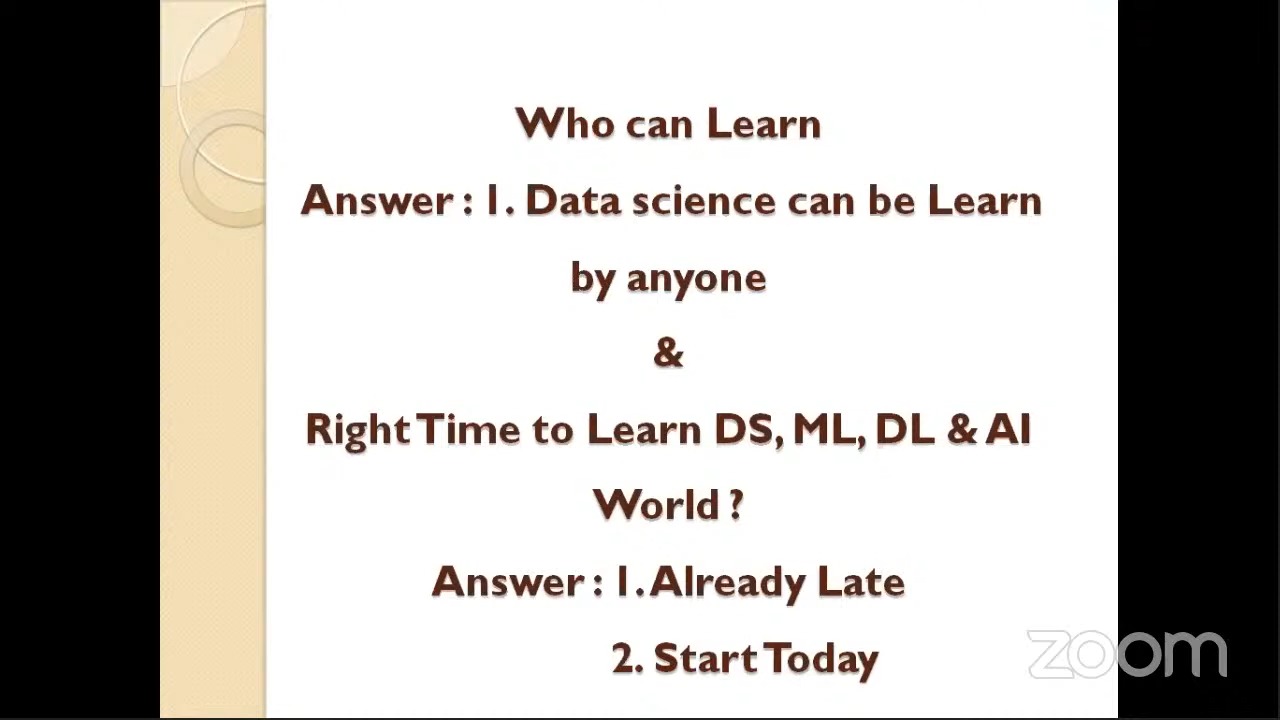 Who can Learn
Answer : 1. Data science can be Learn
by anyone
&
Right Time to Learn DS, ML, DL & AI
World ?
Answer : 1. Already Late
2. Start Today
zoom